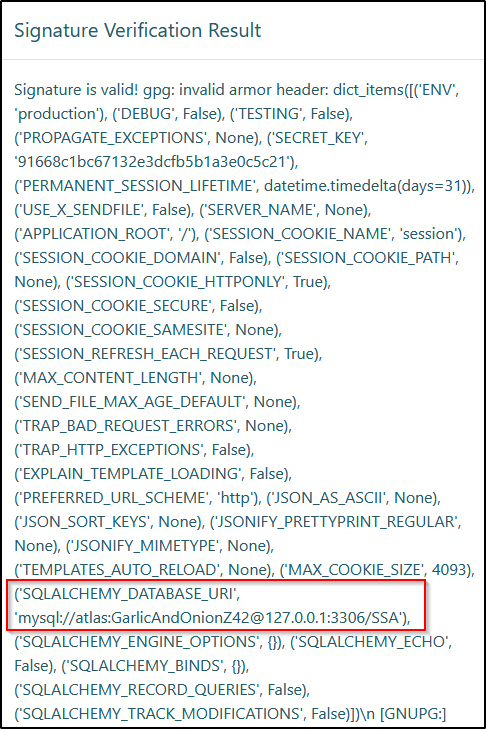 Signature Verification Result
Signature is valid! gpg: invalid armor header: dict_items([('ENV',
'production'), ('DEBUG', False), ('TESTING', False),
('PROPAGATE_EXCEPTIONS', None), ('SECRET_KEY',
'91668c1bc67132e3dcfb5b1a3e0c5c21'),
('PERMANENT_SESSION_LIFETIME', datetime.timedelta(days=31)),
('USE_X_SENDFILE', False), ('SERVER_NAME', None),
('APPLICATION_ROOT', '/'), ('SESSION_COOKIE_NAME', 'session'),
('SESSION_COOKIE_DOMAIN', False), ('SESSION_COOKIE_PATH',
None), ('SESSION_COOKIE_HTTPONLY', True),
('SESSION_COOKIE_SECURE', False),
('SESSION_COOKIE_SAMESITE', None),
('SESSION_REFRESH_EACH_REQUEST', True),
('MAX_CONTENT_LENGTH', None),
('SEND_FILE_MAX_AGE_DEFAULT', None),
('TRAP_BAD_REQUEST_ERRORS', None),
('TRAP_HTTP_EXCEPTIONS', False),
('EXPLAIN_TEMPLATE_LOADING', False),
('PREFERRED_URL_SCHEME', 'http'), ('JSON_AS_ASCII', None),
('JSON_SORT_KEYS', None), ('JSONIFY_PRETTYPRINT_REGULAR',
None), ('JSONIFY_MIMETYPE', None),
('TEMPLATES_AUTO_RELOAD', None), ('MAX_COOKIE_SIZE', 4093),
('SQLALCHEMY_DATABASE_URI',
'mysql://atlas:GarlicAndOnionZ42@127.0.0.1:3306/SSA'),
('SQLALCHEMY_ENGINE_OPTIONS', {}), ('SQLALCHEMY_ECHO',
False), ('SQLALCHEMY_BINDS', {}),
('SQLALCHEMY_RECORD_QUERIES', False),
('SQLALCHEMY_TRACK_MODIFICATIONS', False)])\n [GNUPG:]